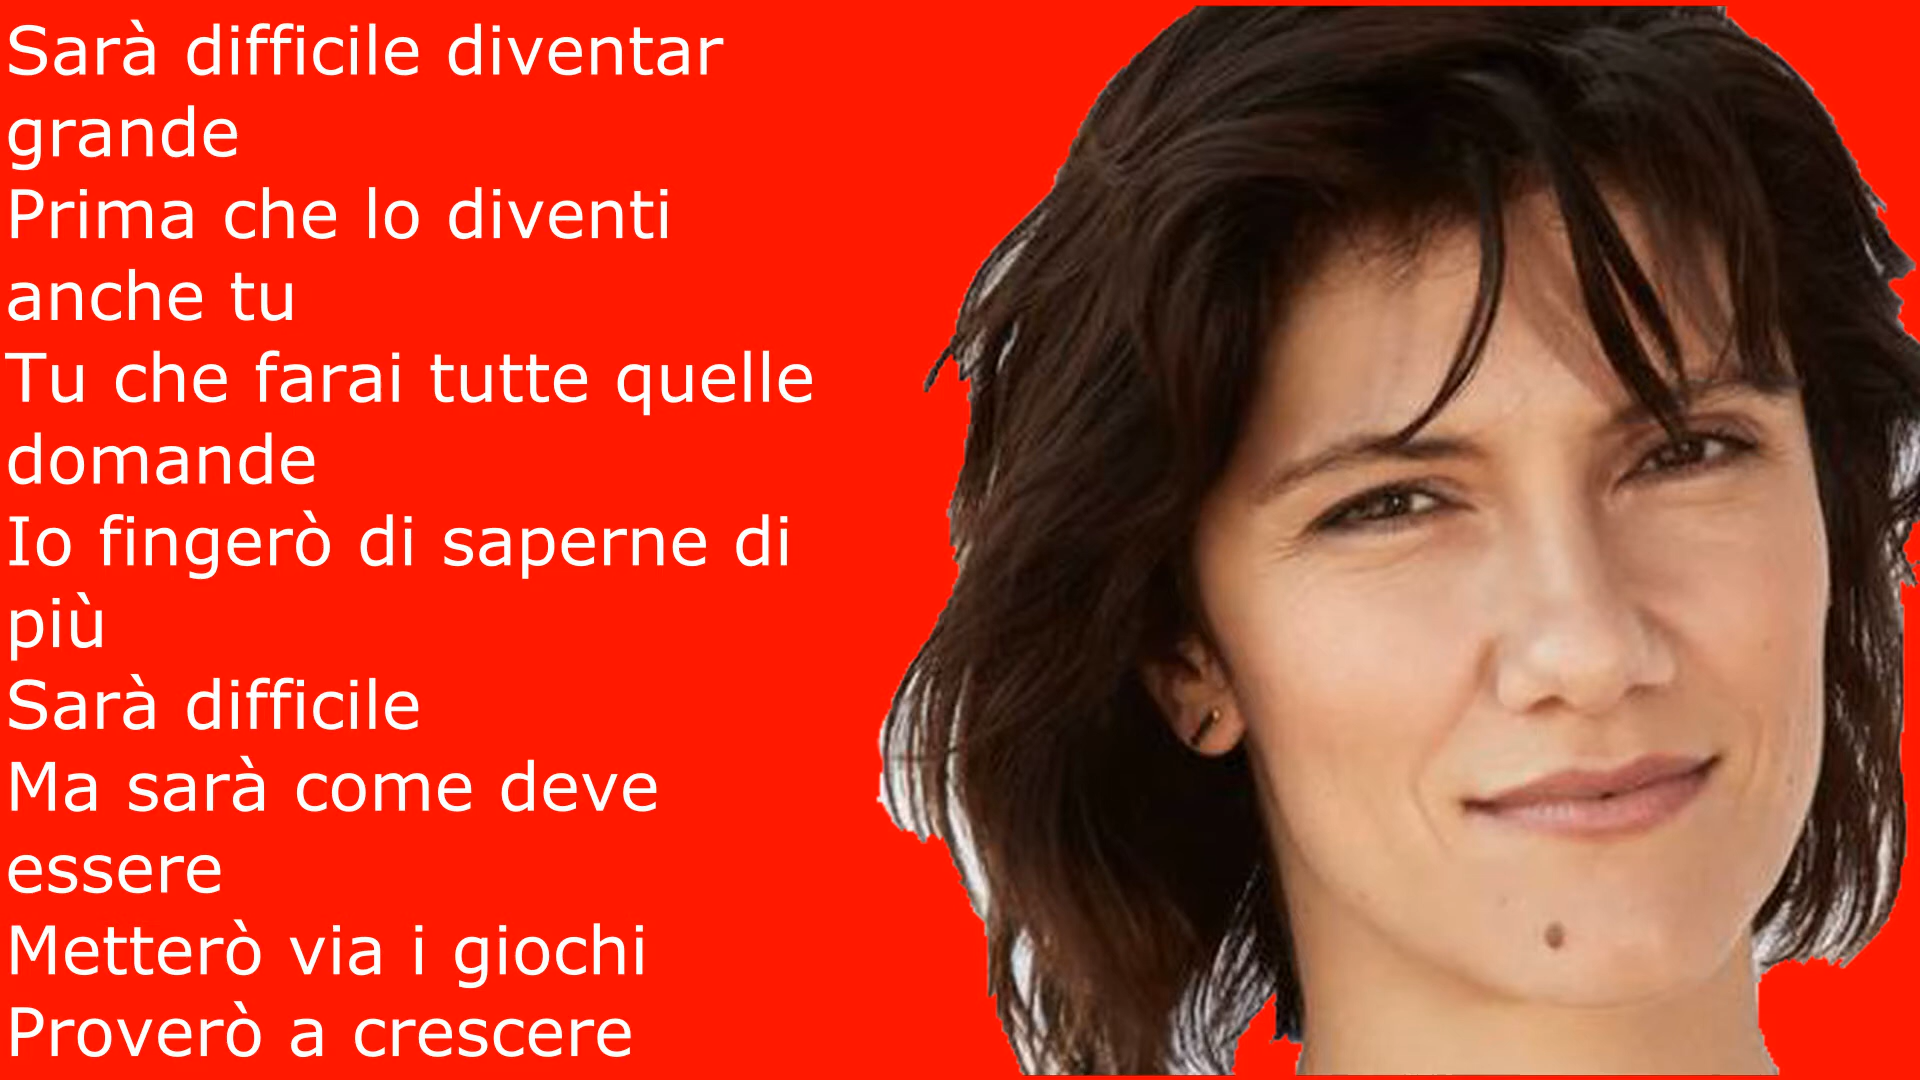 Sarà difficile diventar
grande
Prima che lo diventi
anche tu
Tu che farai tutte quelle
domande
Io fingerò di saperne di
più
Sarà difficile
Ma sarà come deve
essere
Metterò via i giochi
Proverò a crescere